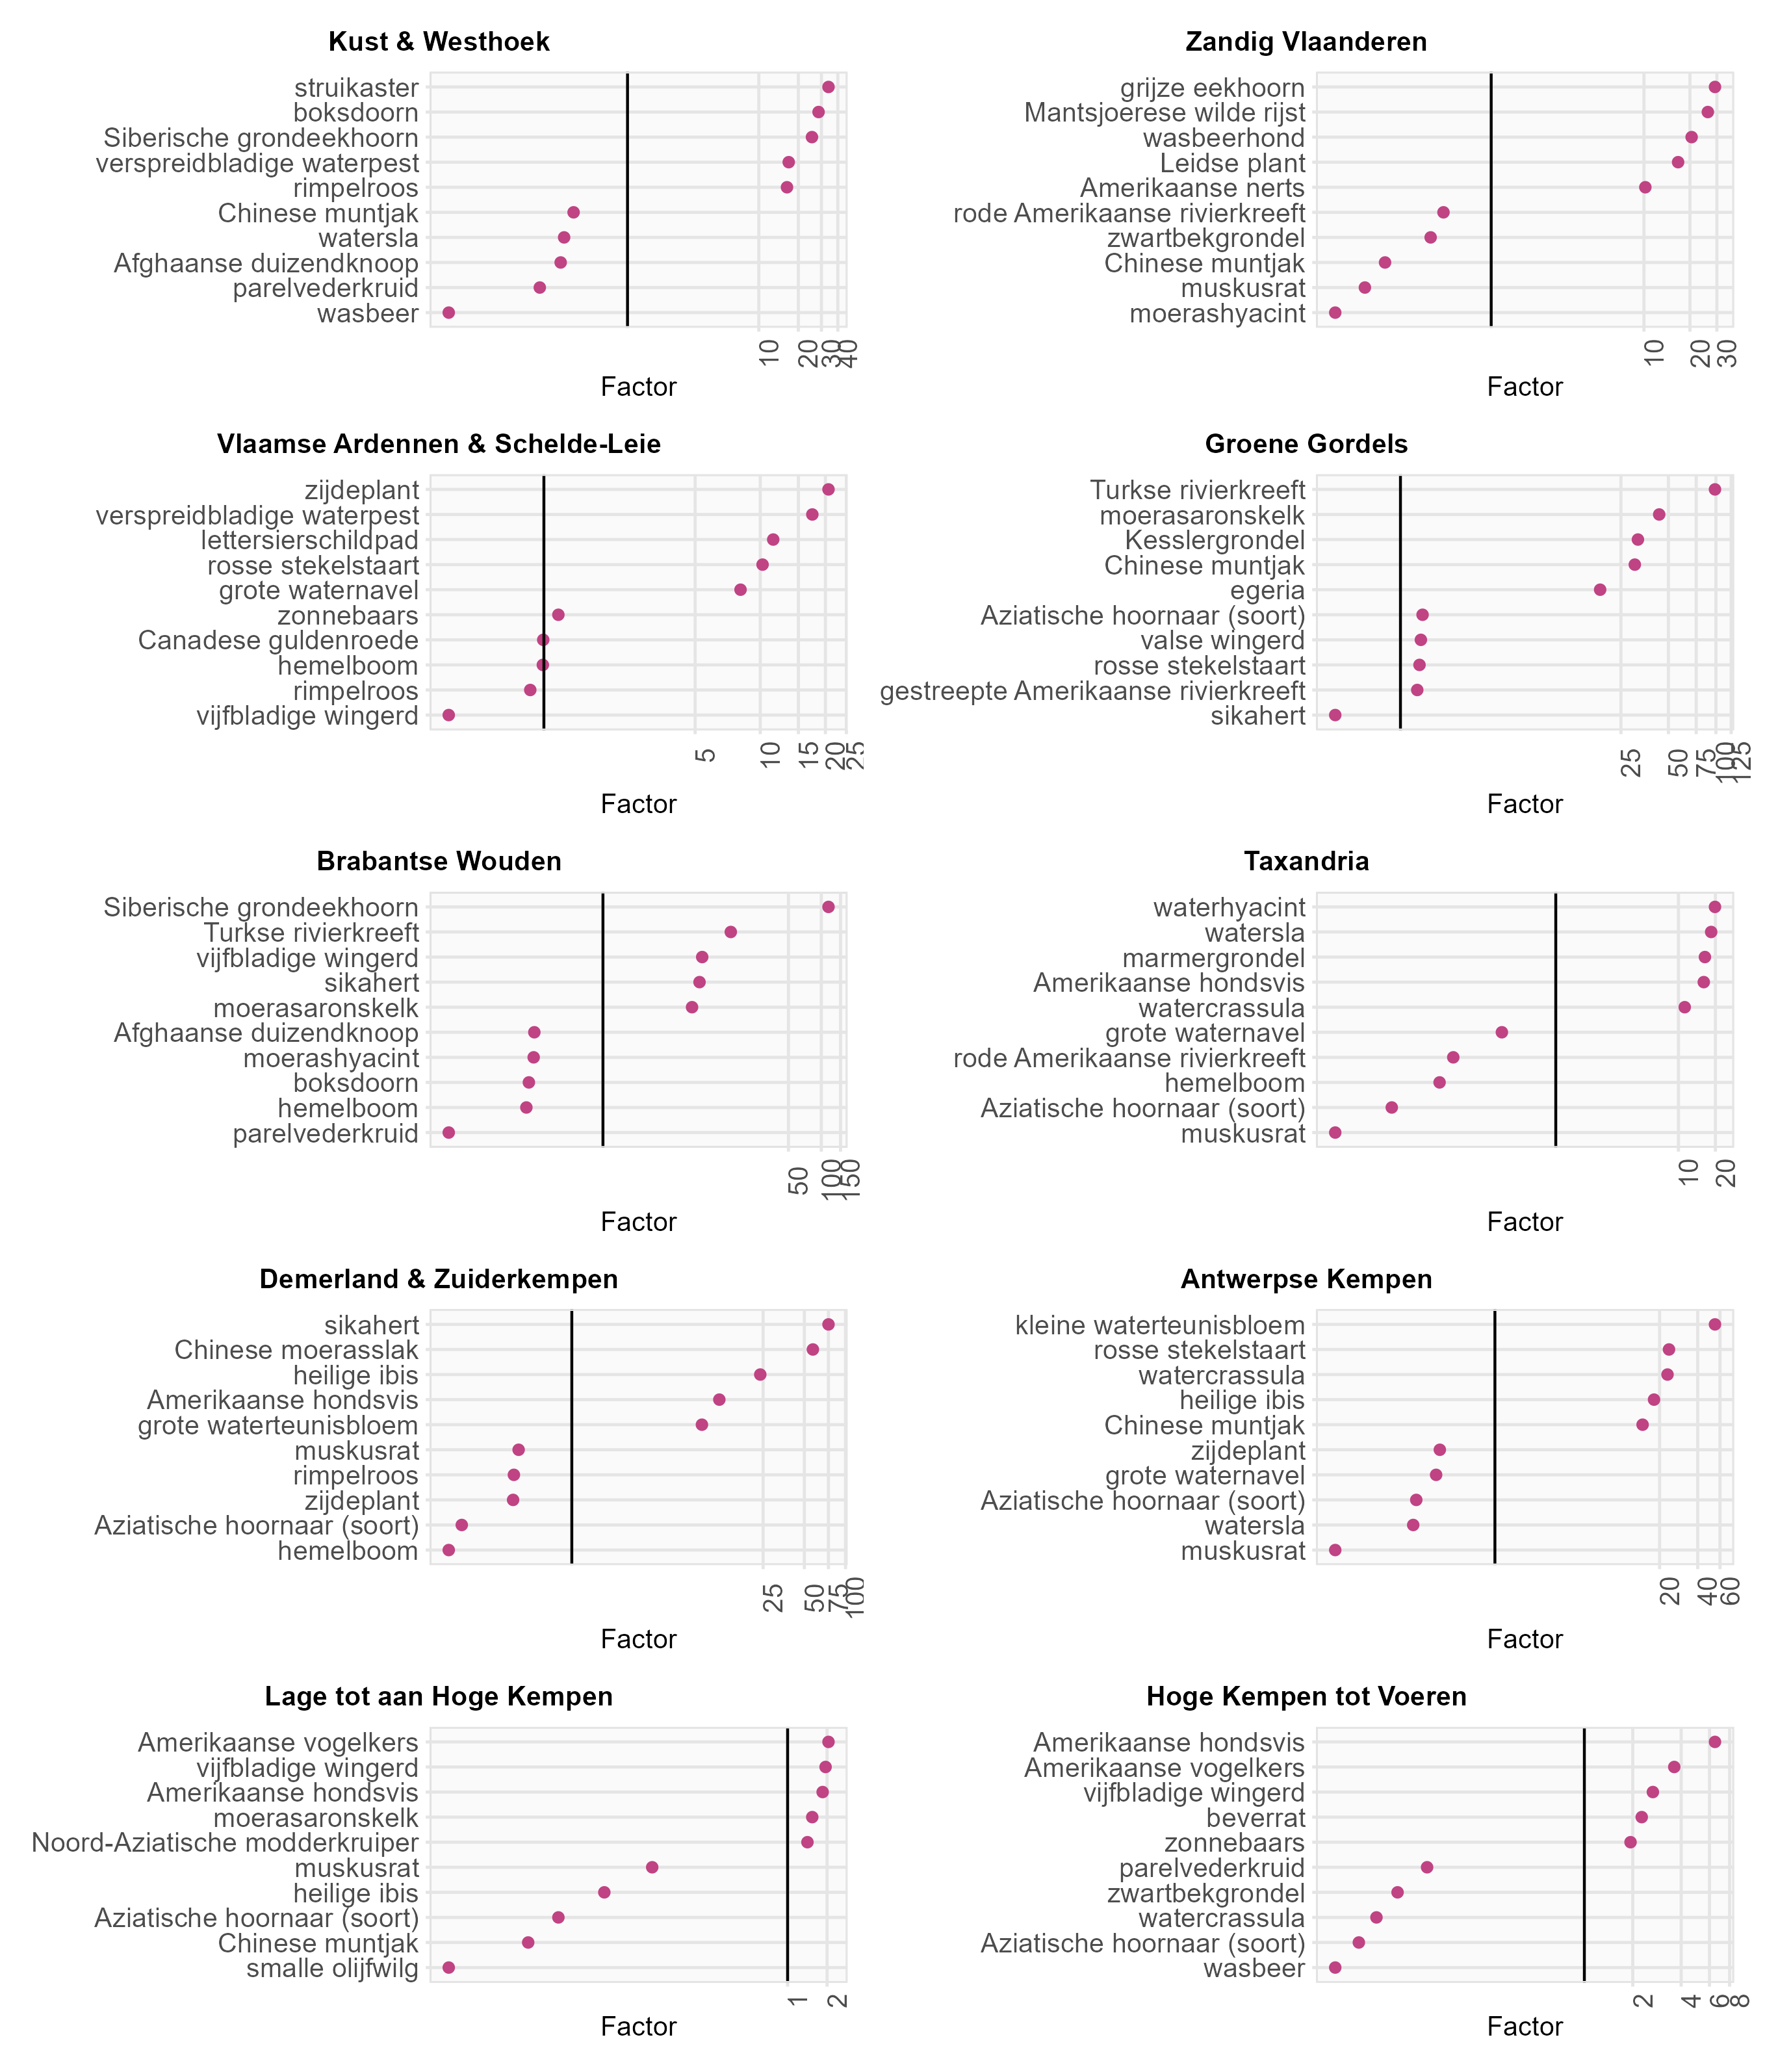 Kust & Westhoek
struikaster
boksdoorn
Siberische grondeekhoorn
verspreidbladige waterpest
rimpelroos
Chinese muntjak
watersla
Afghaanse duizendknoop
parelvederkruid
wasbeer
10
20
30
40
Factor
Zandig Vlaanderen
grijze eekhoorn
Mantsjoerese wilde rijst
wasbeerhond
Leidse plant
Amerikaanse nerts
rode Amerikaanse rivierkreeft
zwartbekgrondel
Chinese muntjak
muskusrat
moerashyacint
10
20
30
Factor
Vlaamse Ardennen & Schelde-Leie
zijdeplant
verspreidbladige waterpest
lettersierschildpad
rosse stekelstaart
grote waternavel
zonnebaars
Canadese guldenroede
hemelboom
rimpelroos
vijfbladige wingerd
5
10
15
20
25
Factor
Groene Gordels
Turkse rivierkreeft
moerasaronskelk
Kesslergrondel
Chinese muntjak
egeria
Aziatische hoornaar (soort)
valse wingerd
rosse stekelstaart
gestreepte Amerikaanse rivierkreeft
sikahert
25
50
75
100
125
Factor
Brabantse Wouden
Siberische grondeekhoorn
Turkse rivierkreeft
vijfbladige wingerd
sikahert
moerasaronskelk
Afghaanse duizendknoop
moerashyacint
boksdoorn
hemelboom
parelvederkruid
50
100
150
Factor
Taxandria
waterhyacint
watersla
marmergrondel
Amerikaanse hondsvis
watercrassula
grote waternavel
rode Amerikaanse rivierkreeft
hemelboom
Aziatische hoornaar (soort)
muskusrat
10
20
Factor
Demerland & Zuiderkempen
sikahert
Chinese moerasslak
heilige ibis
Amerikaanse hondsvis
grote waterteunisbloem
muskusrat
rimpelroos
zijdeplant
Aziatische hoornaar (soort)
hemelboom
25
50
75
100
Factor
Antwerpse Kempen
kleine waterteunisbloem
rosse stekelstaart
watercrassula
heilige ibis
Chinese muntjak
zijdeplant
grote waternavel
Aziatische hoornaar (soort)
watersla
muskusrat
20
40
60
Factor
Lage tot aan Hoge Kempen
Amerikaanse vogelkers
vijfbladige wingerd
Amerikaanse hondsvis
moerasaronskelk
Noord-Aziatische modderkruiper
muskusrat
heilige ibis
Aziatische hoornaar (soort)
Chinese muntjak
smalle olijfwilg
1
2
Factor
Hoge Kempen tot Voeren
Amerikaanse hondsvis
Amerikaanse vogelkers
vijfbladige wingerd
beverrat
zonnebaars
parelvederkruid
zwartbekgrondel
watercrassula
Aziatische hoornaar (soort)
wasbeer
2
4
6
8
Factor